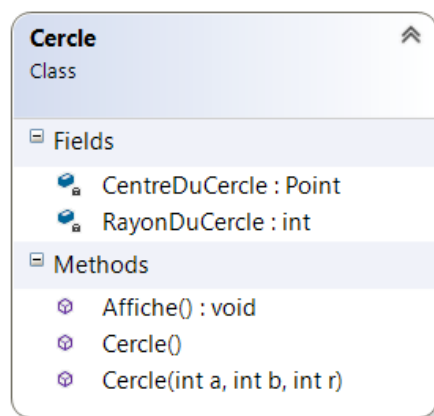 Cercle
Class
Fields
CentreDuCercle : Point
RayonDuCercle : int
Methods
Affiche() : void
Cercle()
Cercle(int a, int b, int r)